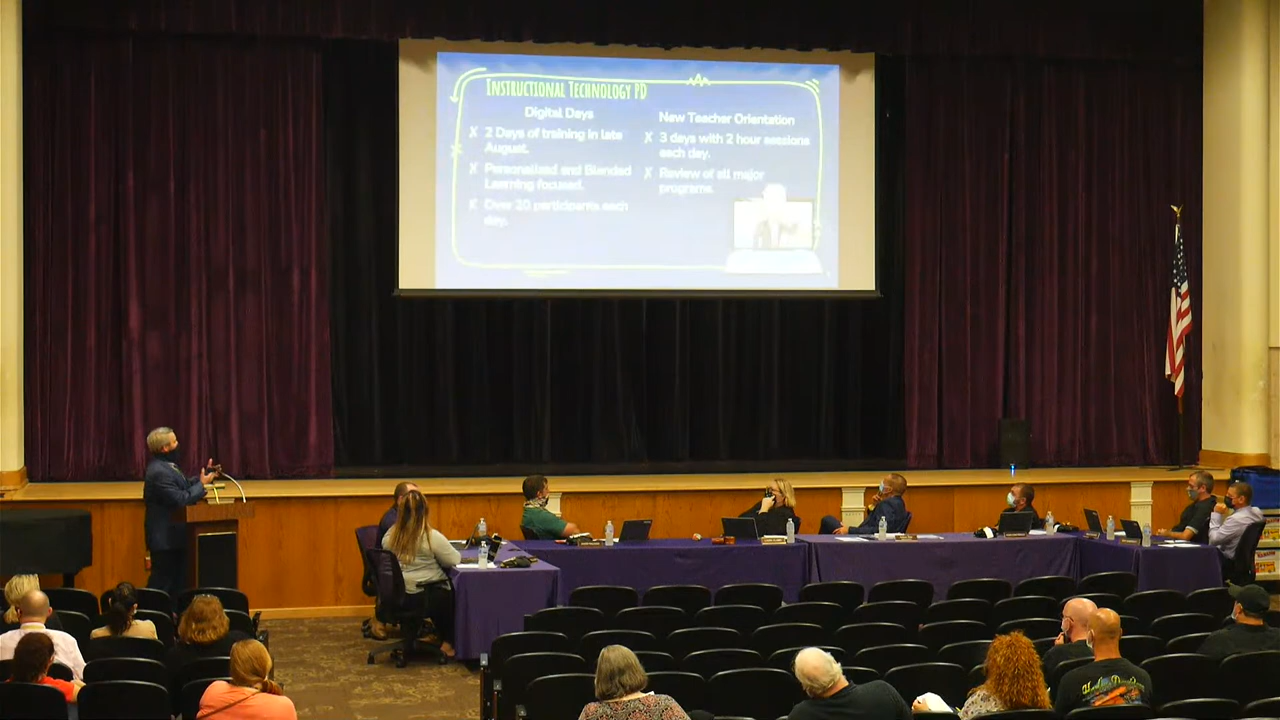 INSTRUCTIONAL TECHNOLOGY PD
Digital Days
2 Days of training in late
August.
Personalized and Blended
Learning focused.
Over 20 participants each
day.
New Teacher Orientation
3 days with 2 hour sessions
each day.
Review of all major
programs.